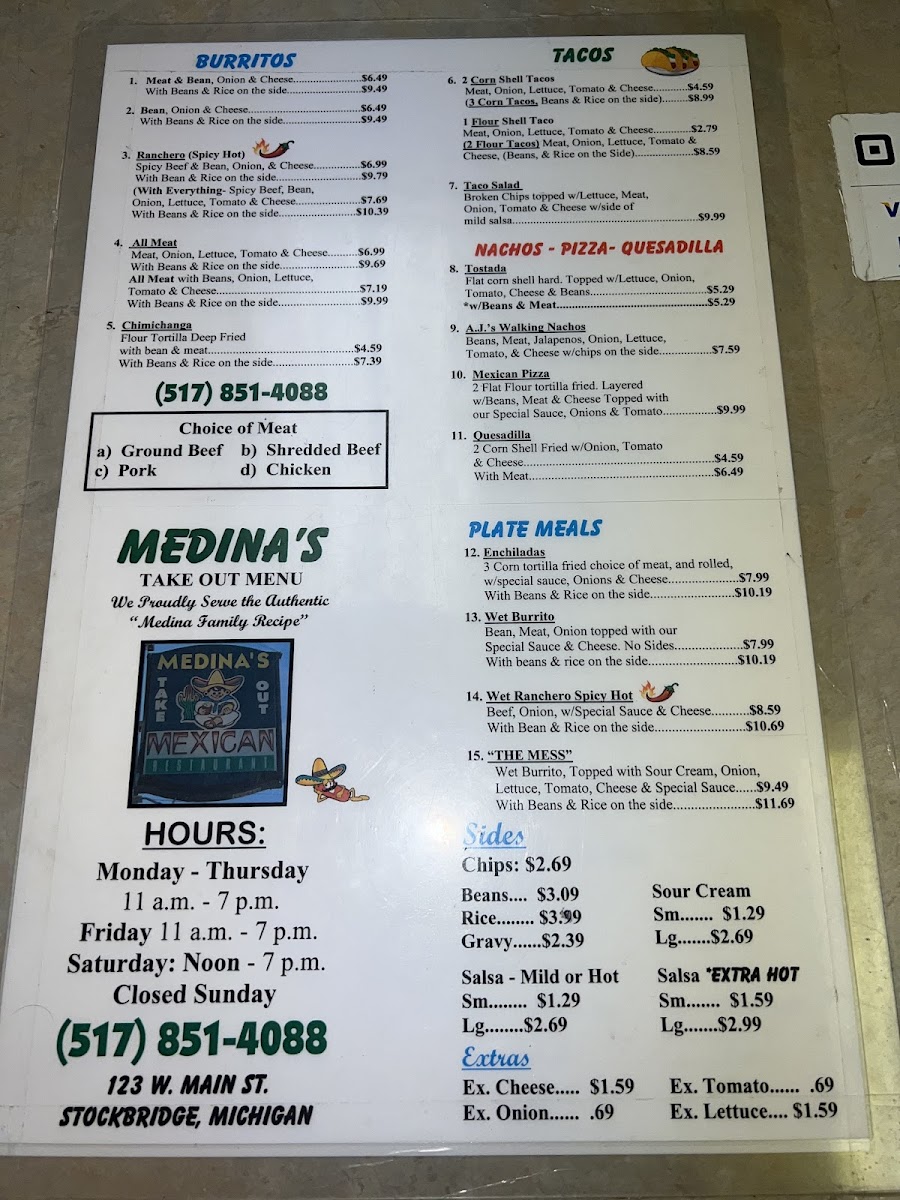 BURRITOS
1. Meat & Bean, Onion & Cheese.......................$6.49
With Beans & Rice on the side.........................$9.49
2. Bean, Onion & Cheese....................................$6.49
With Beans & Rice on the side...........................$9.49
3. Ranchero (Spicy Hot)
Spicy Beef & Bean, Onion, & Cheese...............$6.99
With Bean & Rice on the side...........................$9.79
(With Everything- Spicy Beef, Bean,
Onion, Lettuce, Tomato & Cheese....................$7.69
With Beans & Rice on the side........................$10.39
4. All Meat
Meat, Onion, Lettuce, Tomato & Cheese..........$6.99
With Beans & Rice on the side..........................$9.69
All Meat with Beans, Onion, Lettuce,
Tomato & Cheese.............................................$7.19
With Beans & Rice on the side..........................$9.99
5. Chimichanga
Flour Tortilla Deep Fried
with bean & meat..............................................$4.59
With Beans & Rice on the side..........................$7.39
(517) 851-4088
Choice of Meat
a) Ground Beef b) Shredded Beef
c) Pork d) Chicken
MEDINA'S
TAKE OUT MENU
We Proudly Serve the Authentic
"Medina Family Recipe"
MEDINA'S
TAKE
OUT
MEXICAN
RESTAURANT
HOURS:
Monday - Thursday
11 a.m. - 7 p.m.
Friday 11 a.m. - 7 p.m.
Saturday: Noon - 7 p.m.
Closed Sunday
(517) 851-4088
123 W. MAIN ST.
STOCKBRIDGE, MICHIGAN
TACOS
6. 2 Corn Shell Tacos
Meat, Onion, Lettuce, Tomato & Cheese...........$4.59
(3 Corn Tacos, Beans & Rice on the side)........$8.99
1 Flour Shell Taco
Meat, Onion, Lettuce, Tomato & Cheese............$2.79
(2 Flour Tacos) Meat, Onion, Lettuce, Tomato &
Cheese, (Beans, & Rice on the Side).................$8.59
7. Taco Salad
Broken Chips topped w/Lettuce, Meat,
Onion, Tomato & Cheese w/side of
mild salsa..........................................................$9.99
NACHOS - PIZZA- QUESADILLA
8. Tostada
Flat corn shell hard. Topped w/Lettuce, Onion,
Tomato, Cheese & Beans...................................$5.29
*w/Beans & Meat..............................................$5.29
9. A.J.'s Walking Nachos
Beans, Meat, Jalapenos, Onion, Lettuce,
Tomato, & Cheese w/chips on the side...............$7.59
10. Mexican Pizza
2 Flat Flour tortilla fried. Layered
w/Beans, Meat & Cheese Topped with
our Special Sauce, Onions & Tomato................$9.99
11. Quesadilla
2 Corn Shell Fried w/Onion, Tomato
& Cheese...........................................................$4.59
With Meat.........................................................$6.49
PLATE MEALS
12. Enchiladas
3 Corn tortilla fried choice of meat, and rolled,
w/special sauce, Onions & Cheese....................$7.99
With Beans & Rice on the side........................$10.19
13. Wet Burrito
Bean, Meat, Onion topped with our
Special Sauce & Cheese. No Sides....................$7.99
With beans & rice on the side..........................$10.19
14. Wet Ranchero Spicy Hot
Beef, Onion, w/Special Sauce & Cheese...........$8.59
With Bean & Rice on the side..........................$10.69
15. "THE MESS"
Wet Burrito, Topped with Sour Cream, Onion,
Lettuce, Tomato, Cheese & Special Sauce......$9.49
With Beans & Rice on the side........................$11.69
Sides
Chips: $2.69
Beans.... $3.09
Rice........ $3.99
Gravy......$2.39
Sour Cream
Sm....... $1.29
Lg.......$2.69
Salsa - Mild or Hot
Sm........ $1.29
Lg........$2.69
Salsa *EXTRA HOT
Sm....... $1.59
Lg.......$2.99
Extras
Ex. Cheese..... $1.59
Ex. Onion...... .69
Ex. Tomato...... .69
Ex. Lettuce.... $1.59